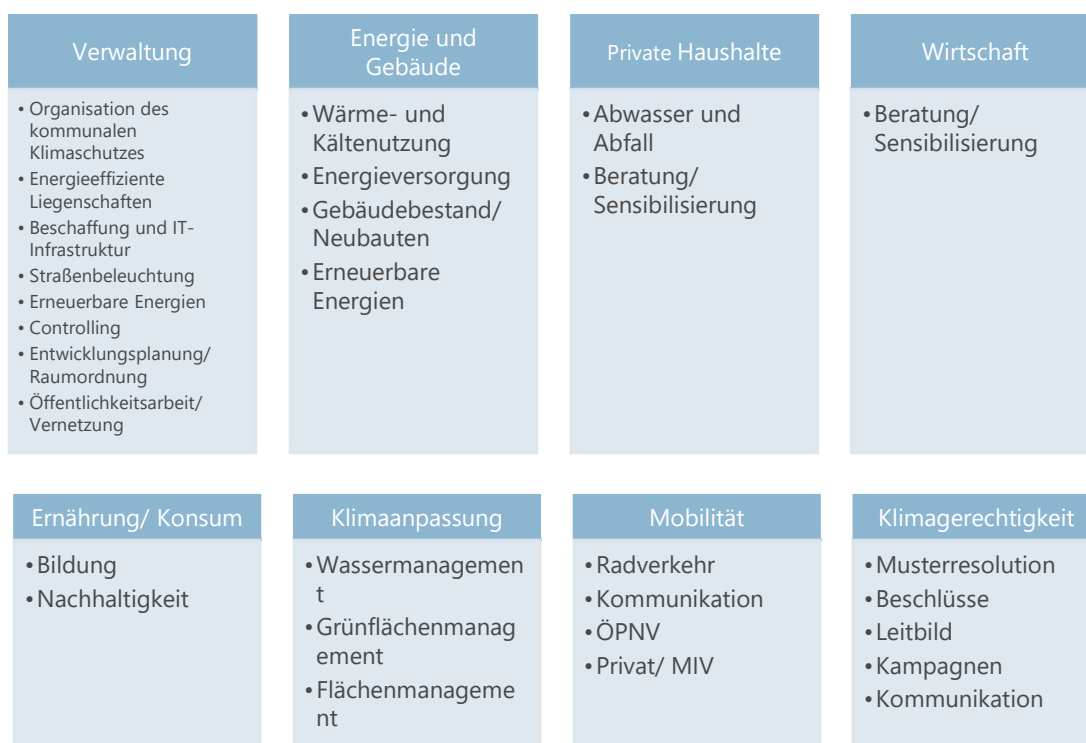 Verwaltung
• Organisation des
kommunalen
Klimaschutzes
• Energieeffiziente
Liegenschaften
• Beschaffung und IT-
Infrastruktur
• Straßenbeleuchtung
• Erneuerbare Energien
• Controlling
• Entwicklungsplanung/
Raumordnung
• Öffentlichkeitsarbeit/
Vernetzung
Energie und
Gebäude
• Wärme- und
Kältenutzung
• Energieversorgung
• Gebäudebestand/
Neubauten
• Erneuerbare
Energien
Private Haushalte
• Abwasser und
Abfall
• Beratung/
Sensibilisierung
Wirtschaft
• Beratung/
Sensibilisierung
Ernährung/ Konsum
• Bildung
• Nachhaltigkeit
Klimaanpassung
• Wassermanagemen
t
• Grünflächenmanag
ement
• Flächenmanageme
nt
Mobilität
• Radverkehr
• Kommunikation
• ÖPNV
• Privat/ MIV
Klimagerechtigkeit
• Musterresolution
• Beschlüsse
• Leitbild
• Kampagnen
• Kommunikation